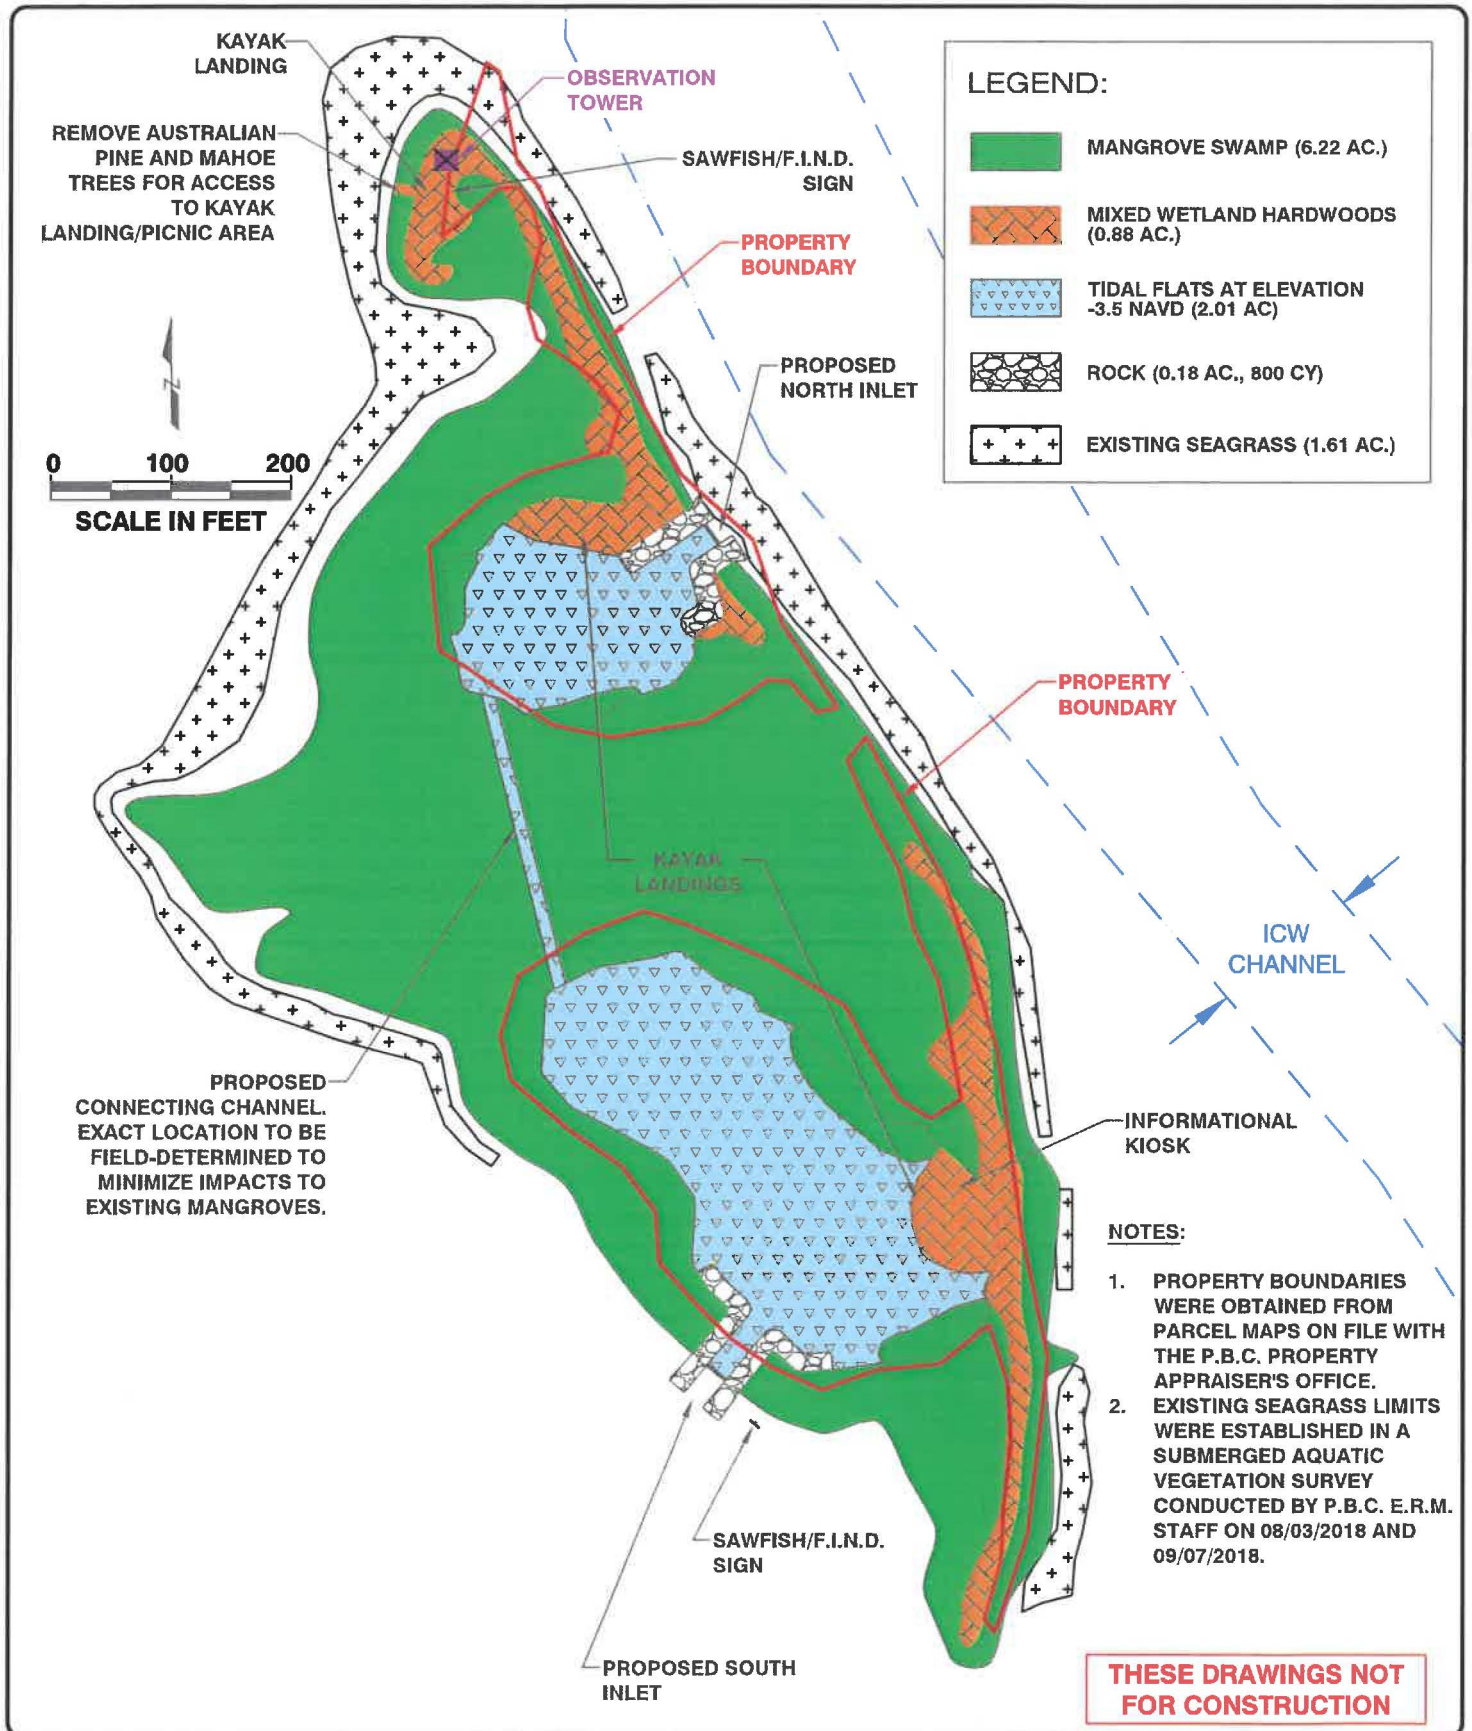 KAYAK
LANDING
OBSERVATION
TOWER
REMOVE AUSTRALIAN
PINE AND MAHOE
TREES FOR ACCESS
TO KAYAK
LANDING/PICNIC AREA
SAWFISH/F.I.N.D.
SIGN
PROPERTY
BOUNDARY
LEGEND:
MANGROVE SWAMP (6.22 AC.)
MIXED WETLAND HARDWOODS
(0.88 AC.)
TIDAL FLATS AT ELEVATION
-3.5 NAVD (2.01 AC)
ROCK (0.18 AC., 800 CY)
EXISTING SEAGRASS (1.61 AC.)
N
0 100 200
SCALE IN FEET
PROPOSED
NORTH INLET
PROPERTY
BOUNDARY
KAYAK
LANDINGS
ICW
CHANNEL
PROPOSED
CONNECTING CHANNEL.
EXACT LOCATION TO BE
FIELD-DETERMINED TO
MINIMIZE IMPACTS TO
EXISTING MANGROVES.
INFORMATIONAL
KIOSK
NOTES:
1. PROPERTY BOUNDARIES
WERE OBTAINED FROM
PARCEL MAPS ON FILE WITH
THE P.B.C. PROPERTY
APPRAISER'S OFFICE.
2. EXISTING SEAGRASS LIMITS
WERE ESTABLISHED IN A
SUBMERGED AQUATIC
VEGETATION SURVEY
CONDUCTED BY P.B.C. E.R.M.
STAFF ON 08/03/2018 AND
09/07/2018.
SAWFISH/F.I.N.D.
SIGN
PROPOSED SOUTH
INLET
THESE DRAWINGS NOT
FOR CONSTRUCTION